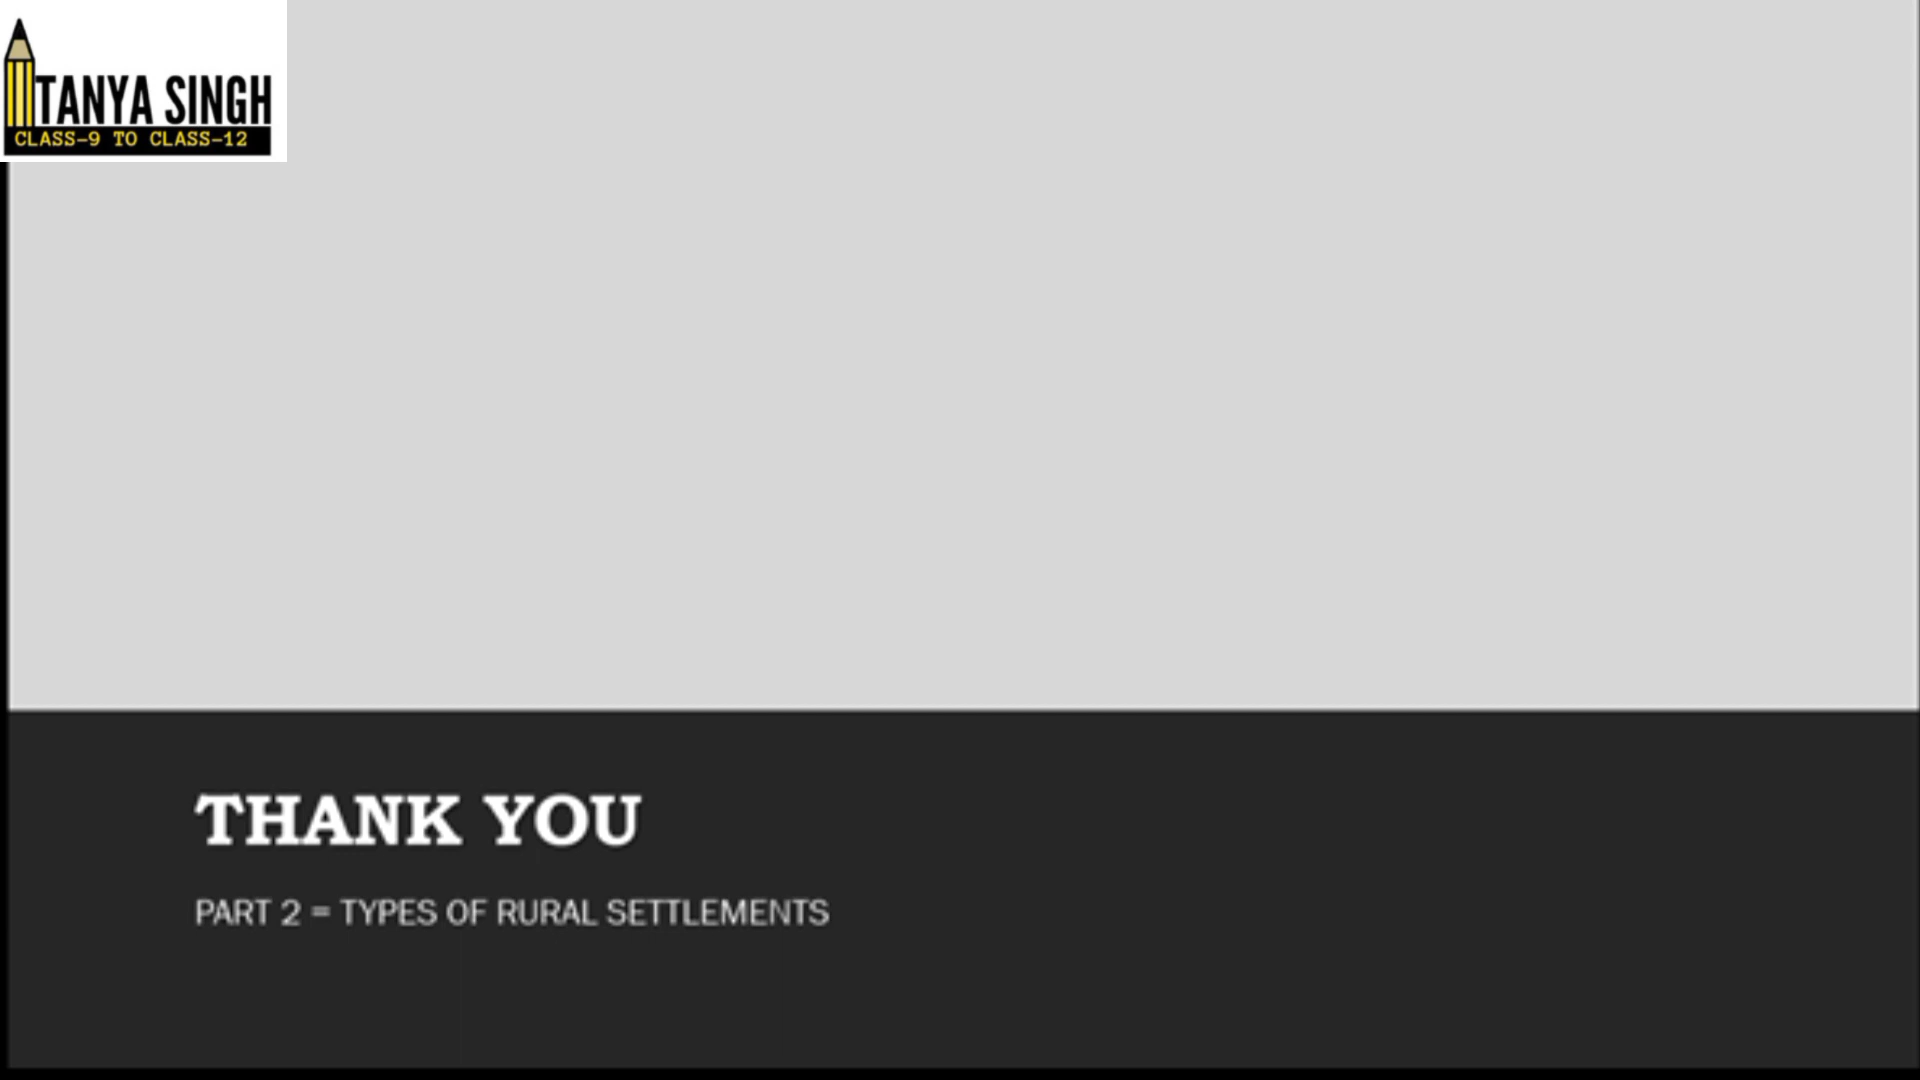 TANYA SINGH
CLASS-9 TO CLASS-12
THANK YOU
PART 2 = TYPES OF RURAL SETTLEMENTS